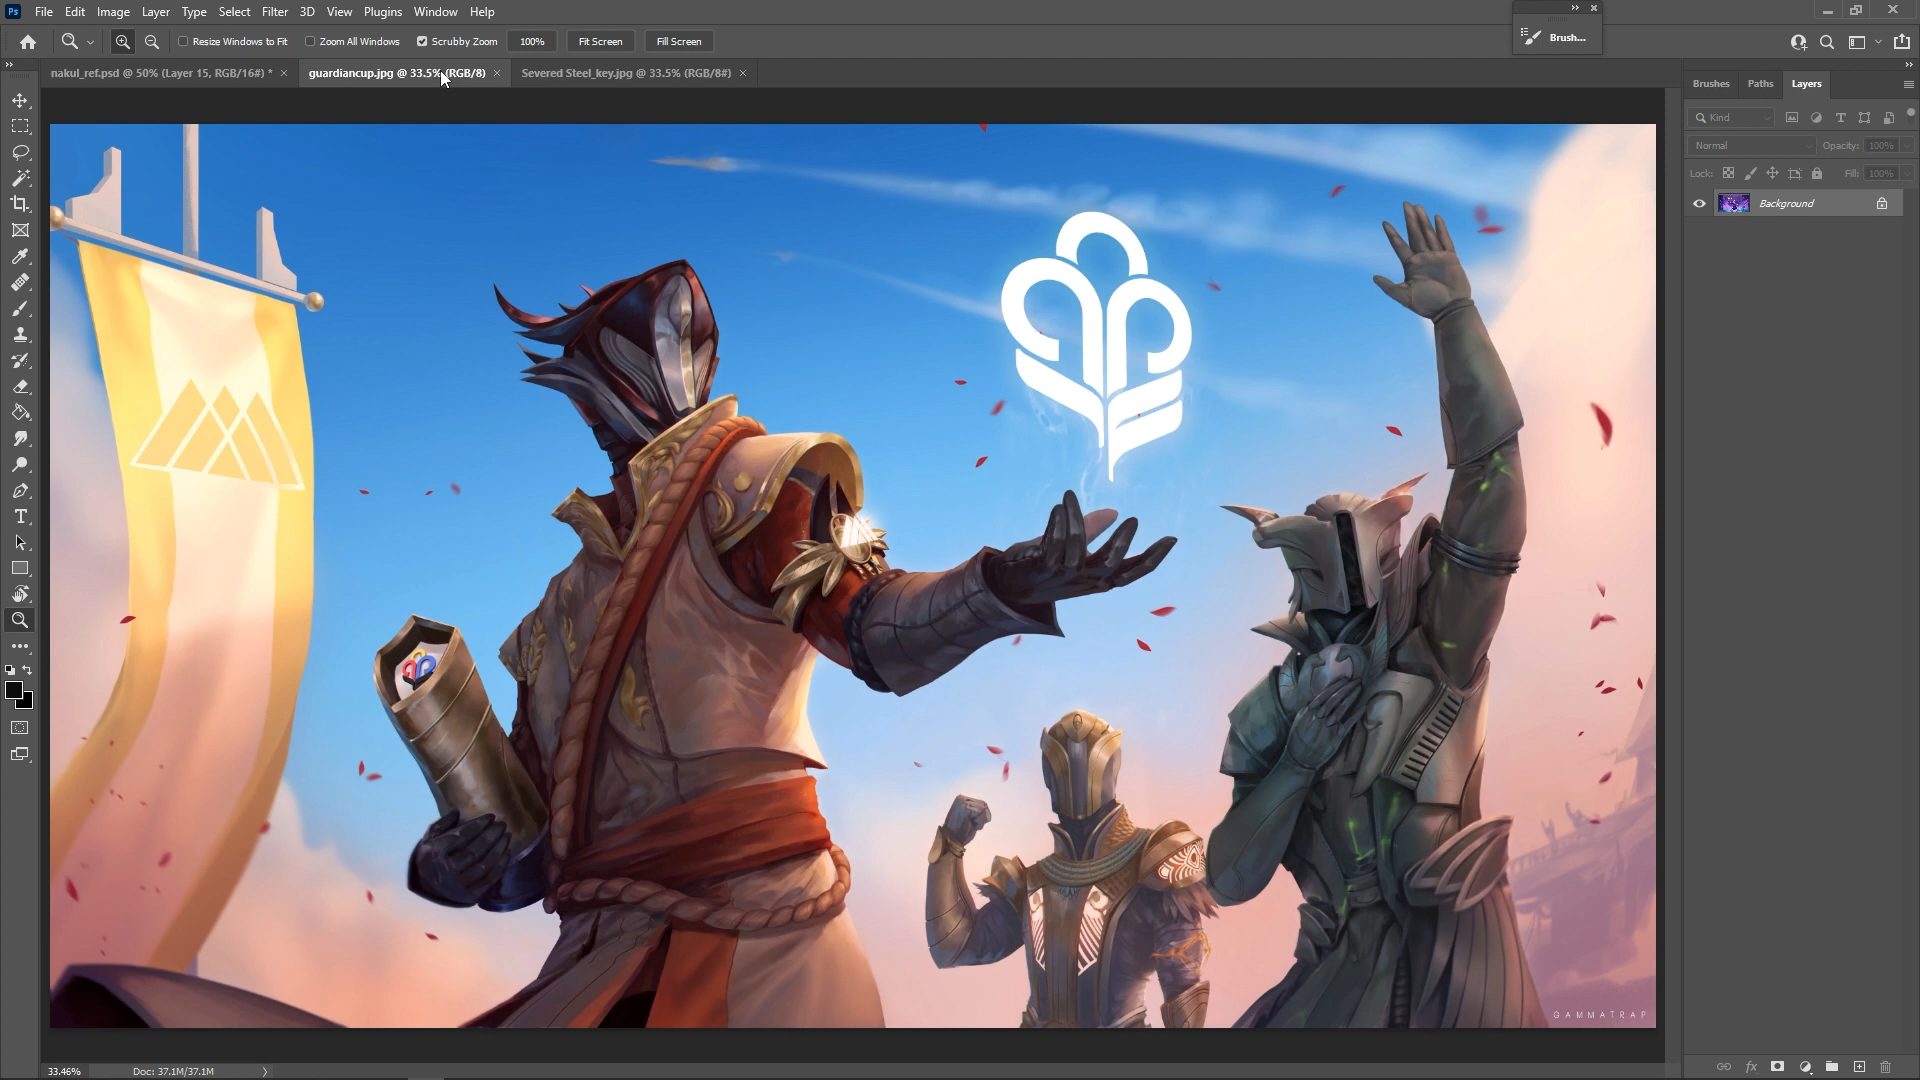 Ps File Edit Image Layer Type Select Filter 3D View Plugins Window Help
Resize Windows to Fit Zoom All Windows Scrubby Zoom 100% Fit Screen Fill Screen
Brush...
nakul_ref.psd @ 50% (Layer 15, RGB/16#) * × guardiancup.jpg @ 33.5% (RGB/8) × Severed Steel_key.jpg @ 33.5% (RGB/8#) ×
Brushes Paths Layers
Kind
Normal Opacity: 100%
Lock: Fill: 100%
Background
GAMMATRAP
33.46% Doc: 37.1M/37.1M